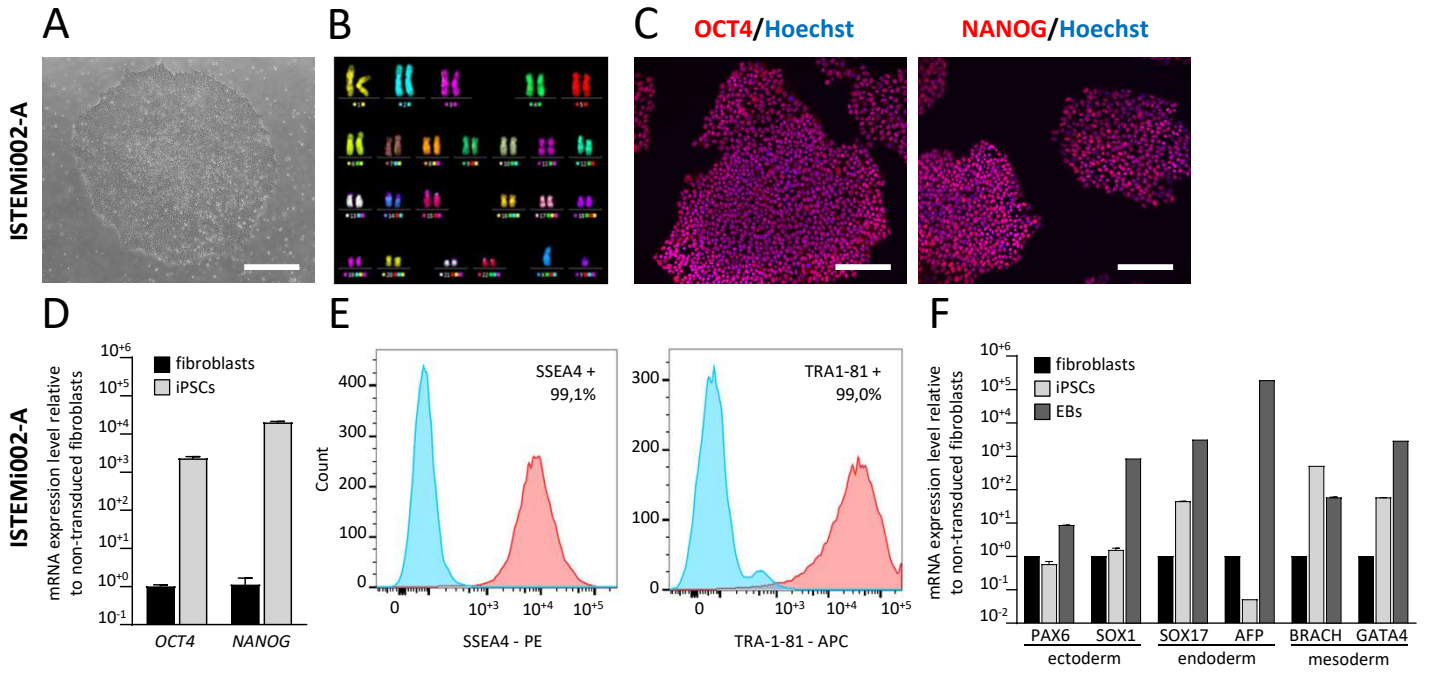 A
B
C
OCT4/Hoechst
NANOG/Hoechst
ISTEMi002-A
D
E
F
ISTEMi002-A
mRNA expression level relative
to non-transduced fibroblasts
10+6
10+5
10+4
10+3
10+2
10+1
10+0
10-1
fibroblasts
iPSCs
OCT4
NANOG
Count
400
300
200
100
0
SSEA4 +
99,1%
0
10+3
10+4
10+5
SSEA4 - PE
300
200
100
0
TRA1-81 +
99,0%
0
10+3
10+4
10+5
TRA-1-81 - APC
mRNA expression level relative
to non-transduced fibroblasts
10+6
10+5
10+4
10+3
10+2
10+1
10+0
10-1
10-2
fibroblasts
iPSCs
EBs
PAX6
SOX1
SOX17
AFP
BRACH
GATA4
ectoderm
endoderm
mesoderm